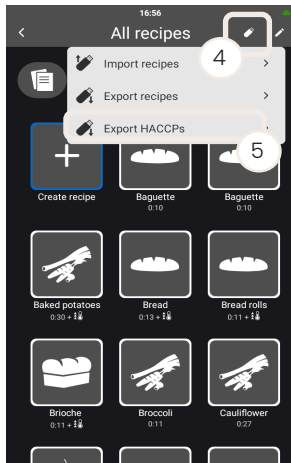 16:56
All recipes
4
Import recipes
Export recipes
Export HACCPs
5
Create recipe
Baguette
0:10
Baguette
0:10
Baked potatoes
0:30 +
Bread
0:13 +
Bread rolls
0:11 +
Brioche
0:11 +
Broccoli
0:11
Cauliflower
0:27